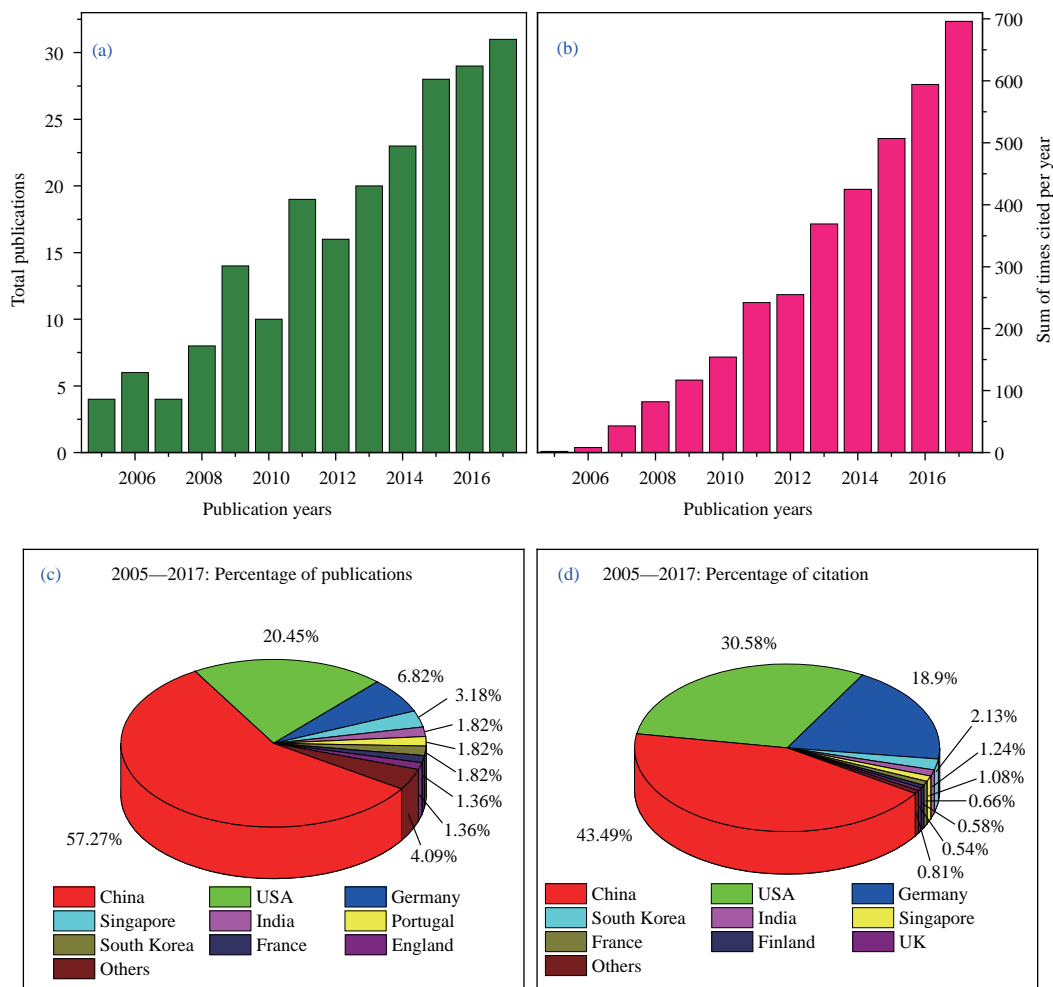 (a)
30
25
20
15
10
5
0
Total publications
2006 2008 2010 2012 2014 2016
Publication years
(b)
700
600
500
400
300
200
100
0
Sum of times cited per year
2006 2008 2010 2012 2014 2016
Publication years
(c) 2005—2017: Percentage of publications
20.45%
6.82%
3.18%
1.82%
1.82%
1.82%
1.36%
1.36%
4.09%
57.27%
China USA Germany
Singapore India Portugal
South Korea France England
Others
(d) 2005—2017: Percentage of citation
30.58%
18.9%
2.13%
1.24%
1.08%
0.66%
0.58%
0.54%
0.81%
43.49%
China USA Germany
South Korea India Singapore
France Finland UK
Others